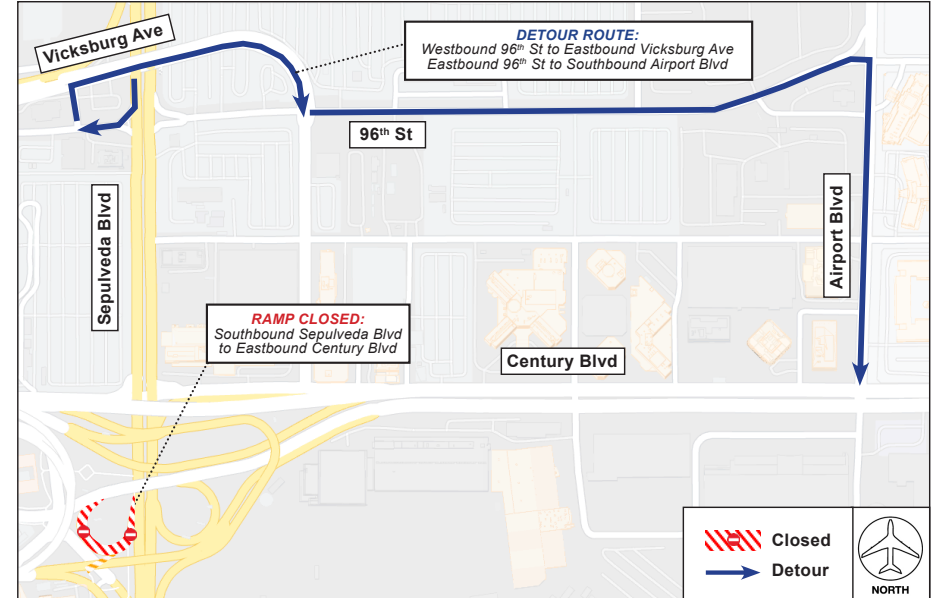 Vicksburg Ave
DETOUR ROUTE:
Westbound 96th St to Eastbound Vicksburg Ave
Eastbound 96th St to Southbound Airport Blvd
96th St
Sepulveda Blvd
Airport Blvd
RAMP CLOSED:
Southbound Sepulveda Blvd
to Eastbound Century Blvd
Century Blvd
Closed
Detour
NORTH